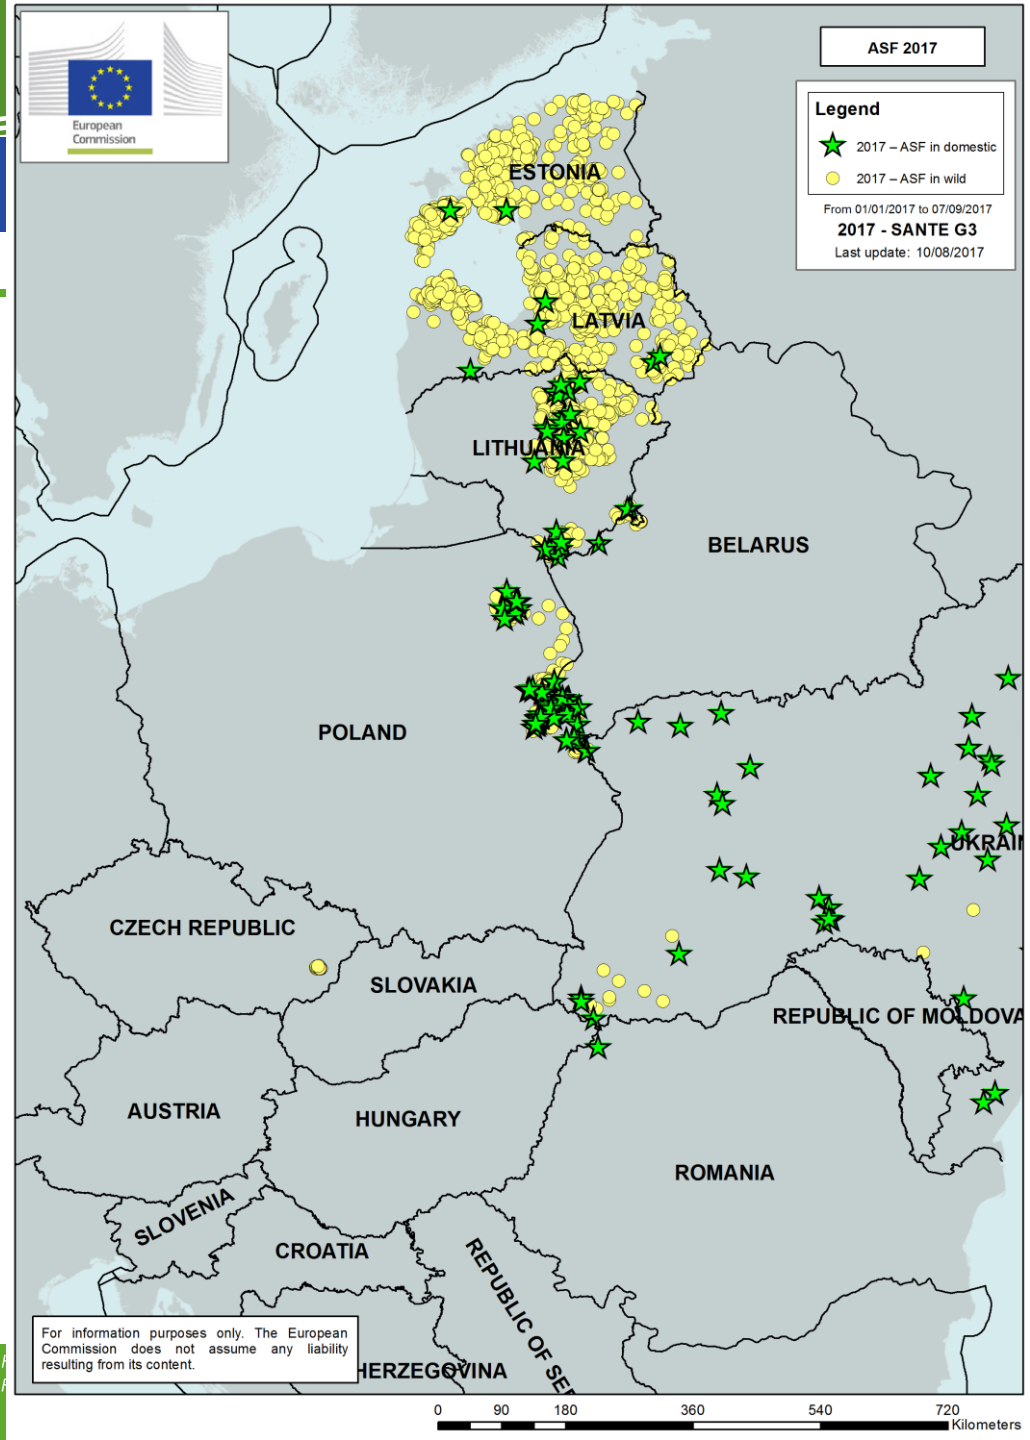 European
Commission
ASF 2017
Legend
2017 – ASF in domestic
2017 – ASF in wild
From 01/01/2017 to 07/09/2017
2017 - SANTE G3
Last update: 10/08/2017
ESTONIA
LATVIA
LITHUANIA
BELARUS
POLAND
UKRAIN
CZECH REPUBLIC
SLOVAKIA
REPUBLIC OF MOLDOVA
AUSTRIA
HUNGARY
ROMANIA
SLOVENIA
CROATIA
REPUBLIC OF SER
HERZEGOVINA
For information purposes only. The European
Commission does not assume any liability
resulting from its content.
0 90 180 360 540 720
Kilometers